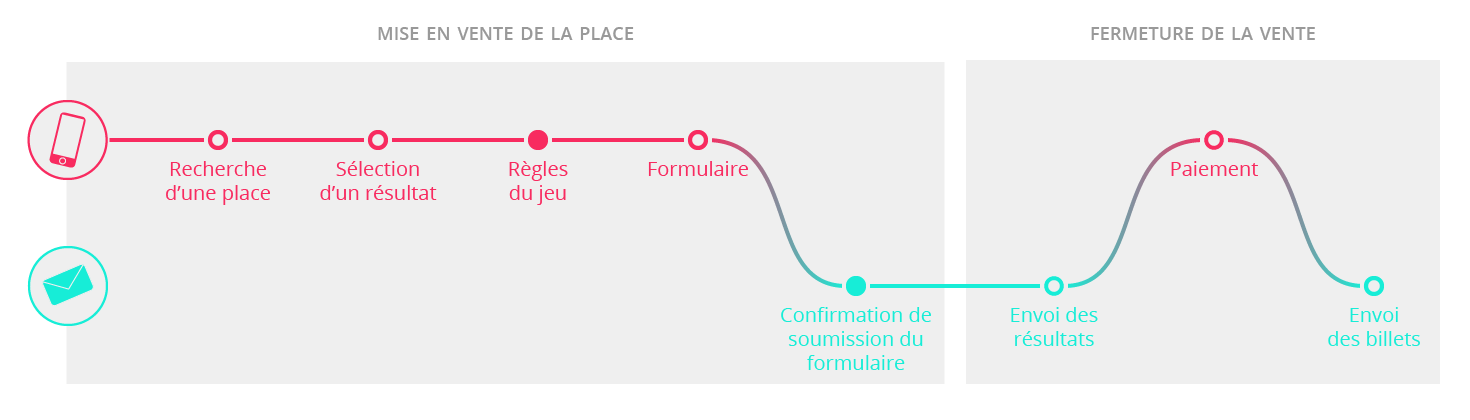 MISE EN VENTE DE LA PLACE
FERMETURE DE LA VENTE
Recherche
d’une place
Sélection
d’un résultat
Règles
du jeu
Formulaire
Paiement
Confirmation de
soumission du
formulaire
Envoi des
résultats
Envoi
des billets